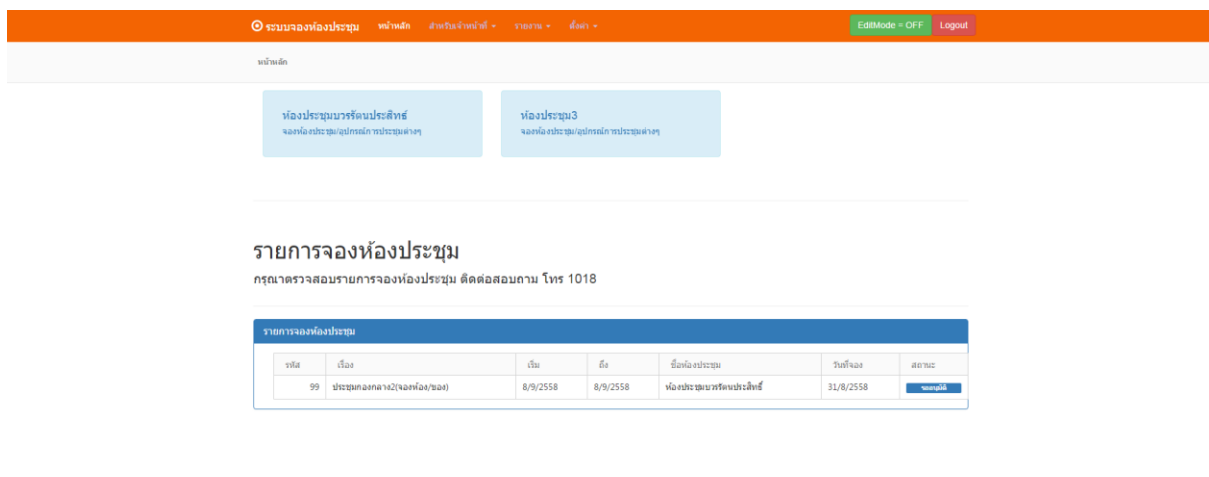 ระบบจองห้องประชุม หน้าหลัก สำหรับเจ้าหน้าที่ รายงาน ตั้งค่า EditMode = OFF Logout
หน้าหลัก
ห้องประชุมบวรรัตนประสิทธ์ ห้องประชุม3
จองห้องประชุม/อุปกรณ์การประชุมต่างๆ จองห้องประชุม/อุปกรณ์การประชุมต่างๆ
รายการจองห้องประชุม
กรุณาตรวจสอบรายการจองห้องประชุม ติดต่อสอบถาม โทร 1018
รายการจองห้องประชุม
รหัส เรื่อง เริ่ม ถึง ชื่อห้องประชุม วันที่จอง สถานะ
99 ประชุมกองกลาง2(จองห้อง/ของ) 8/9/2558 8/9/2558 ห้องประชุมบวรรัตนประสิทธิ์ 31/8/2558 รออนุมัติ